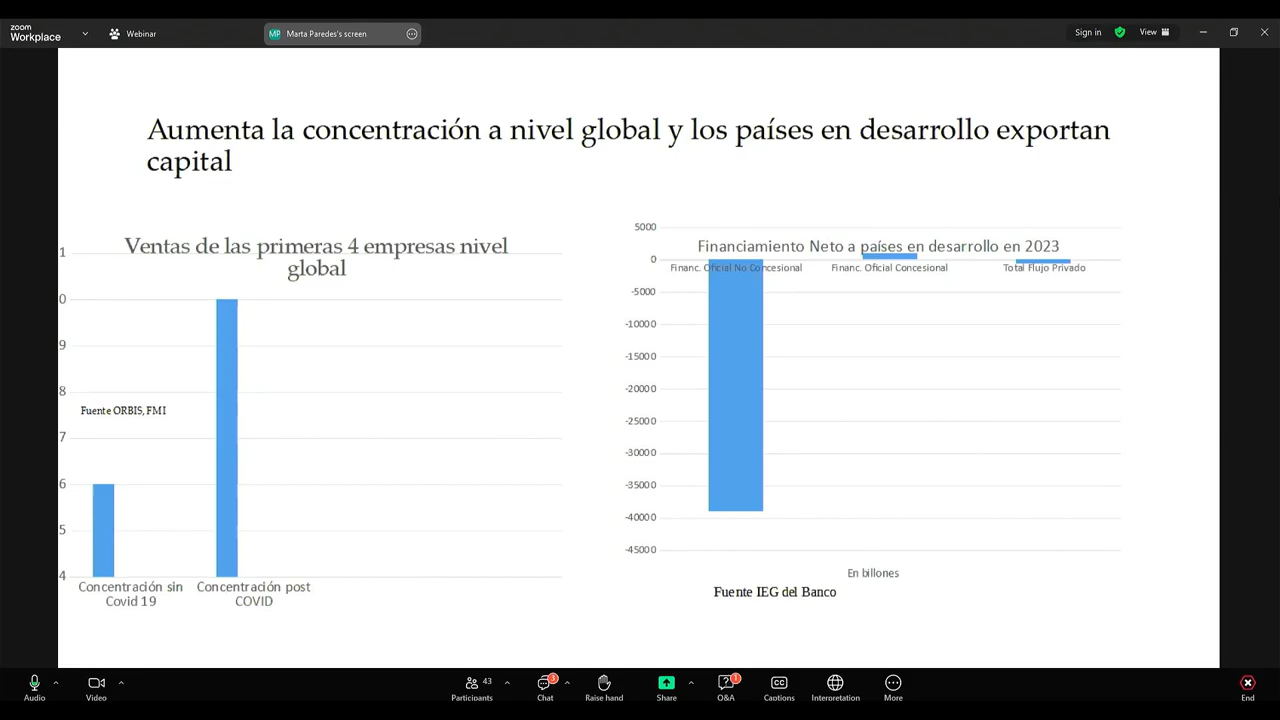 zoom
Workplace
Webinar
MP Marta Paredes's screen
Sign in
View
Aumenta la concentración a nivel global y los países en desarrollo exportan
capital
Ventas de las primeras 4 empresas nivel
global
1
0
9
8
7
6
5
4
Fuente ORBIS, FMI
Concentración sin
Covid 19
Concentración post
COVID
Financiamiento Neto a países en desarrollo en 2023
5000
0
-5000
-10000
-15000
-20000
-25000
-30000
-35000
-40000
-45000
Financ. Oficial No Concesional
Financ. Oficial Concesional
Total Flujo Privado
En billones
Fuente IEG del Banco
Audio
Video
Participants
43
Chat
3
Raise hand
Share
Q&A
1
CC
Captions
Interpretation
More
End